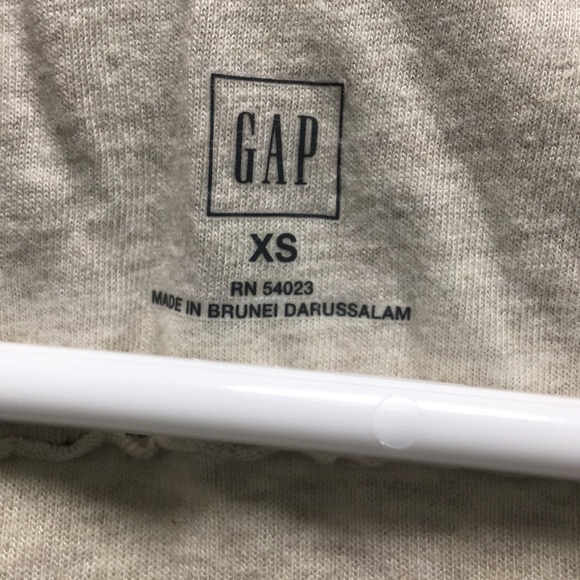 GAP
XS
RN 54023
MADE IN BRUNEI DARUSSALAM